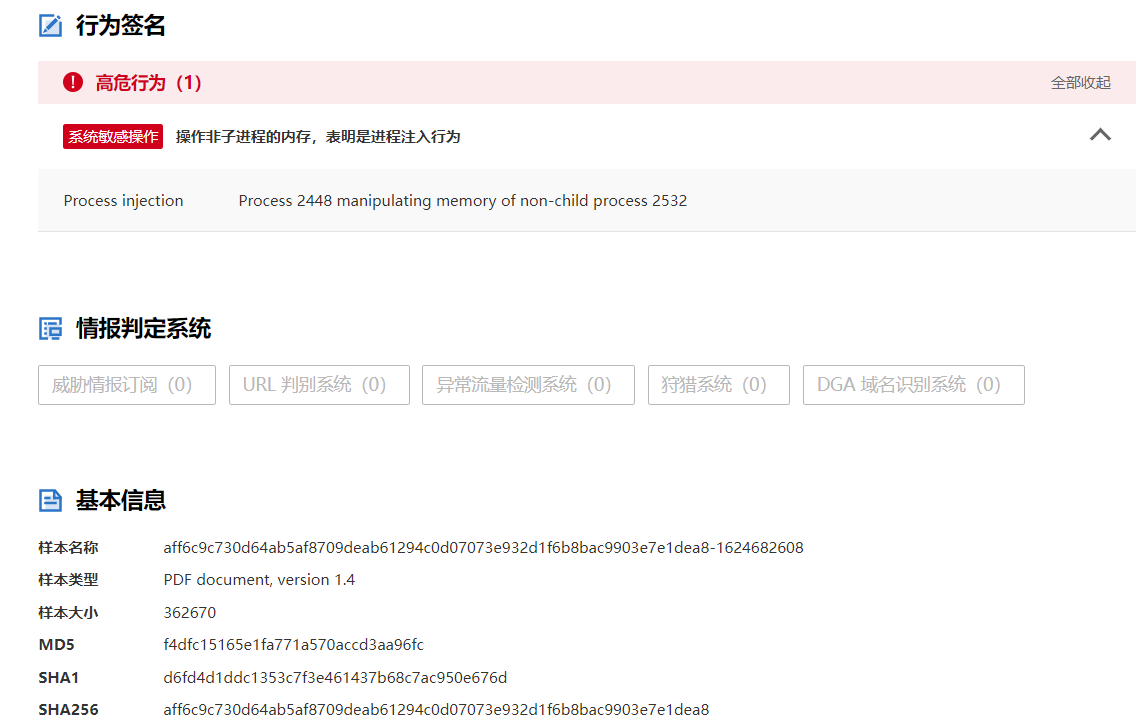 行为签名
高危行为（1） 全部收起
系统敏感操作 操作非子进程的内存，表明是进程注入行为
Process injection Process 2448 manipulating memory of non-child process 2532
情报判定系统
威胁情报订阅（0） URL 判别系统（0） 异常流量检测系统（0） 狩猎系统（0） DGA 域名识别系统（0）
基本信息
样本名称 aff6c9c730d64ab5af8709deab61294c0d07073e932d1f6b8bac9903e7e1dea8-1624682608
样本类型 PDF document, version 1.4
样本大小 362670
MD5 f4dfc15165e1fa771a570accd3aa96fc
SHA1 d6fd4d1ddc1353c7f3e461437b68c7ac950e676d
SHA256 aff6c9c730d64ab5af8709deab61294c0d07073e932d1f6b8bac9903e7e1dea8